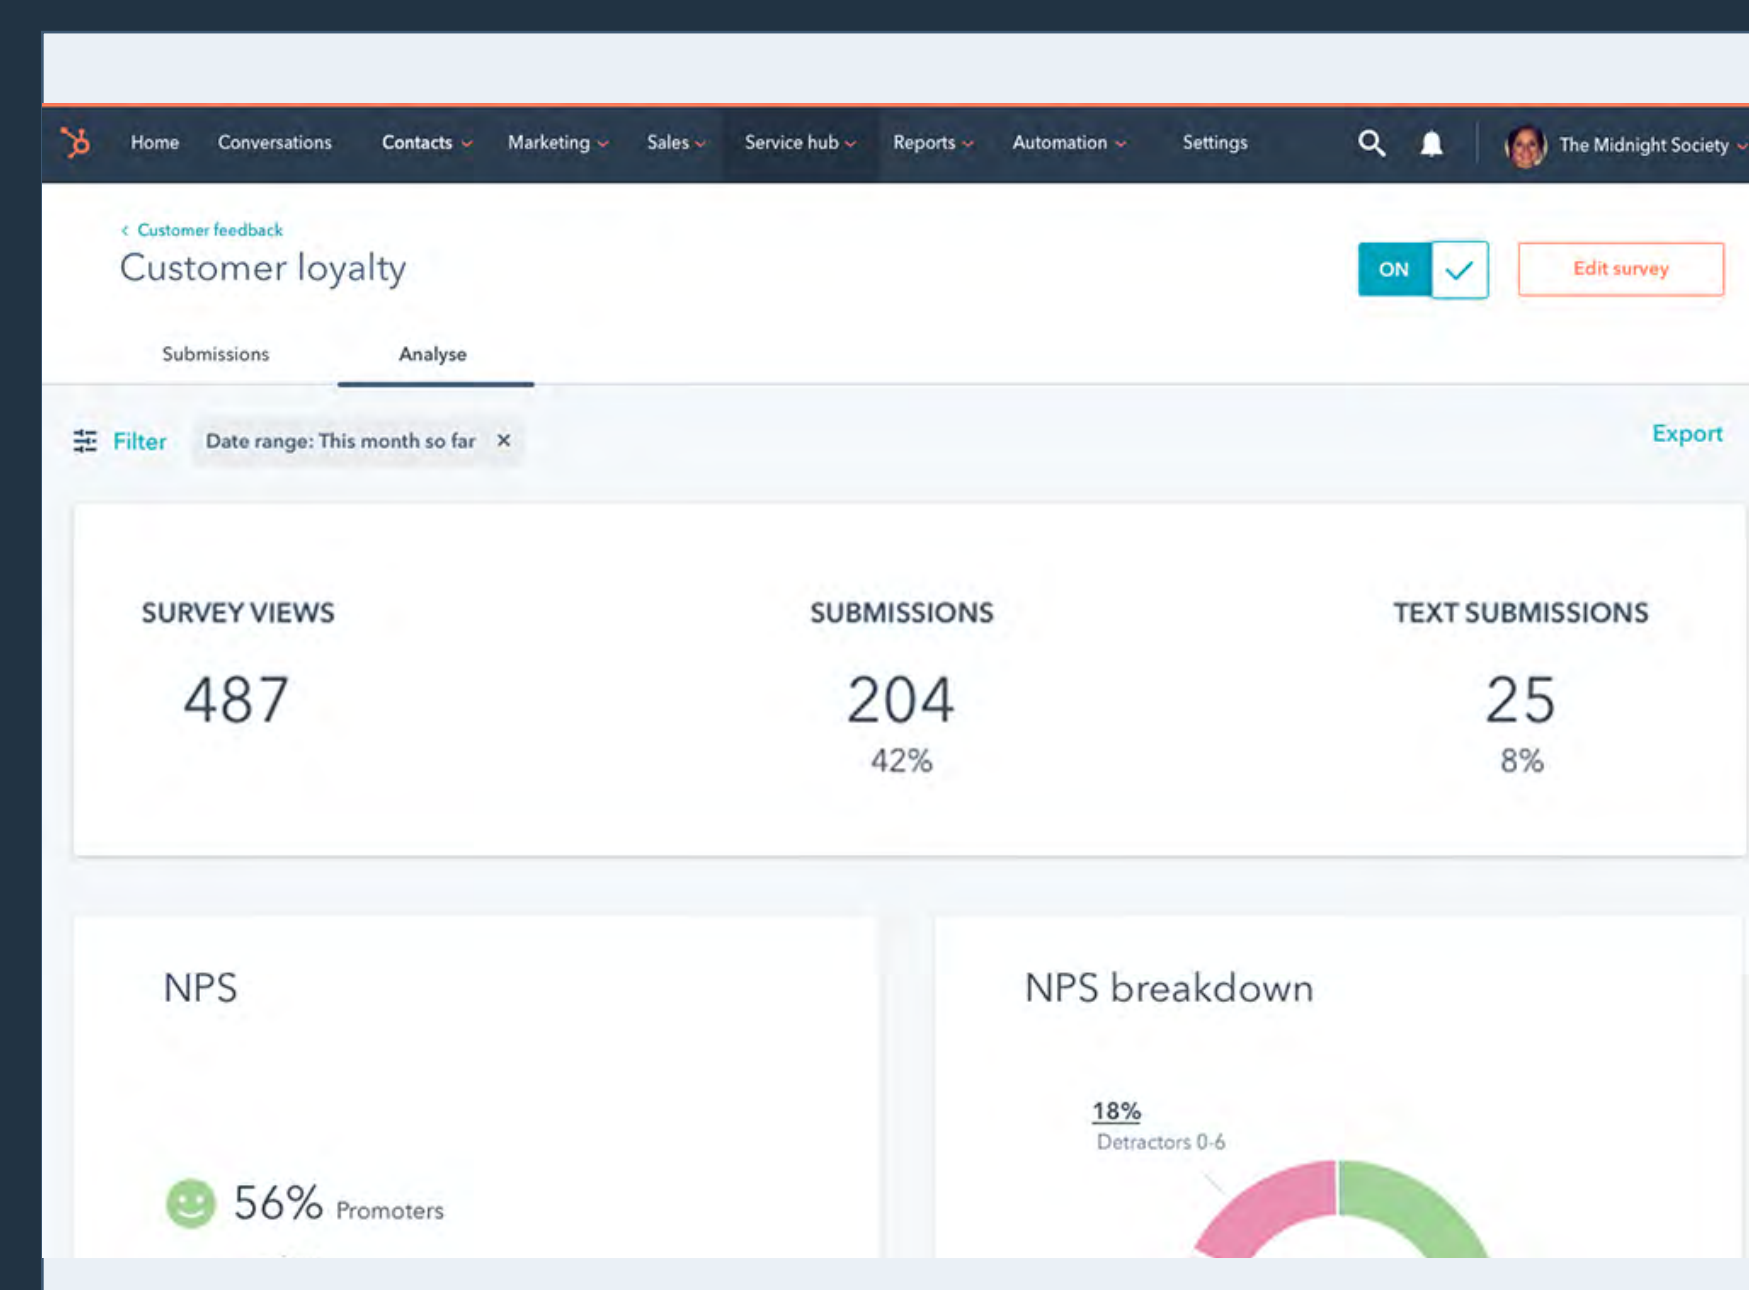 Home Conversations Contacts Marketing Sales Service hub Reports Automation Settings The Midnight Society
Customer feedback
Customer loyalty
ON Edit survey
Submissions Analyse
Filter Date range: This month so far Export
SURVEY VIEWS SUBMISSIONS TEXT SUBMISSIONS
487 204 25
42% 8%
NPS NPS breakdown
18%
Detractors 0-6
56% Promoters